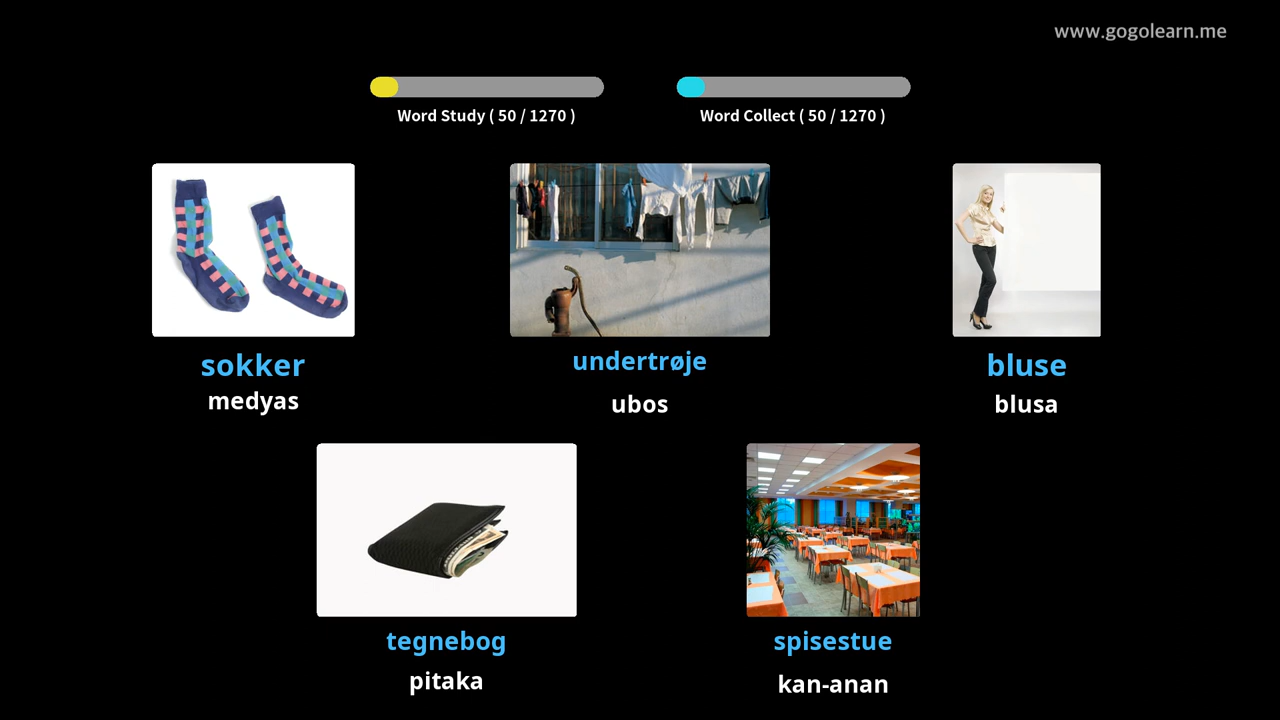 www.gogolearn.me
Word Study ( 50 / 1270 )
Word Collect ( 50 / 1270 )
sokker
medyas
undertrøje
ubos
bluse
blusa
tegnebog
pitaka
spisestue
kan-anan